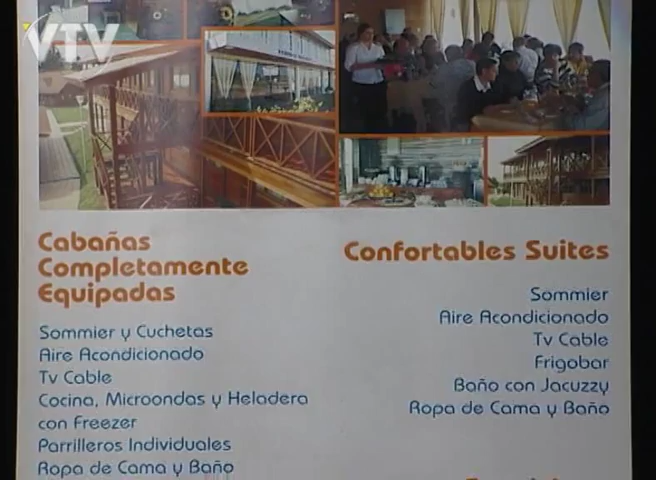 VTV
Cabañas
Completamente
Equipadas
Sommier y Cuchetas
Aire Acondicionado
Tv Cable
Cocina, Microondas y Heladera
con Freezer
Parrilleros Individuales
Ropa de Cama y Baño
Confortables Suites
Sommier
Aire Acondicionado
Tv Cable
Frigobar
Baño con Jacuzzy
Ropa de Cama y Baño